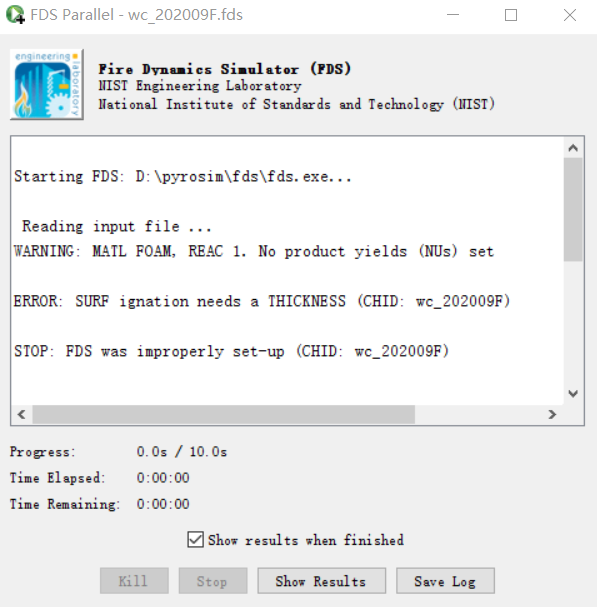 FDS Parallel - wc_202009F.fds
engineering
laboratory
Fire Dynamics Simulator (FDS)
NIST Engineering Laboratory
National Institute of Standards and Technology (NIST)
Starting FDS: D:\pyrosim\fds\fds.exe...
Reading input file ...
WARNING: MATL FOAM, REAC 1. No product yields (NUs) set
ERROR: SURF ignation needs a THICKNESS (CHID: wc_202009F)
STOP: FDS was improperly set-up (CHID: wc_202009F)
Progress: 0.0s / 10.0s
Time Elapsed: 0:00:00
Time Remaining: 0:00:00
Show results when finished
Kill Stop Show Results Save Log